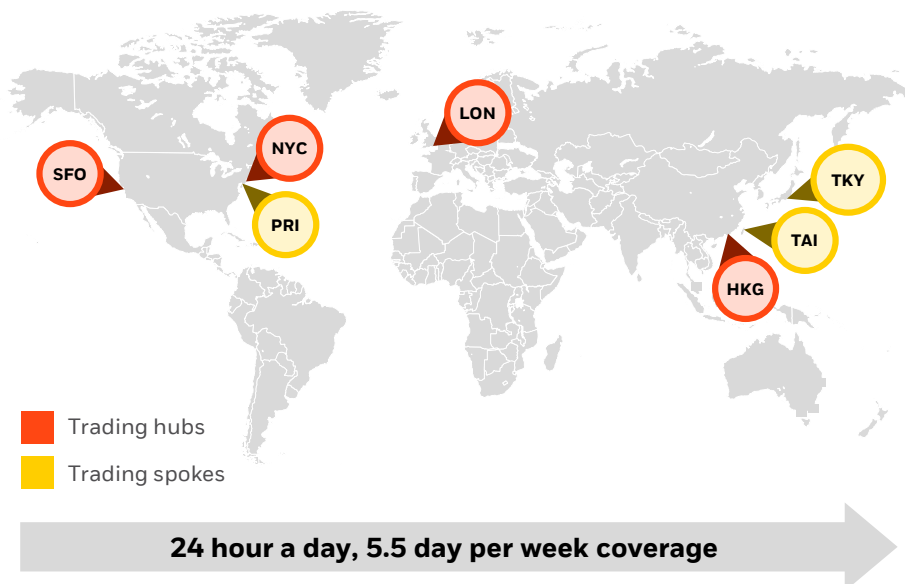 LON
NYC
SFO
TKY
PRI
TAI
HKG
Trading hubs
Trading spokes
24 hour a day, 5.5 day per week coverage